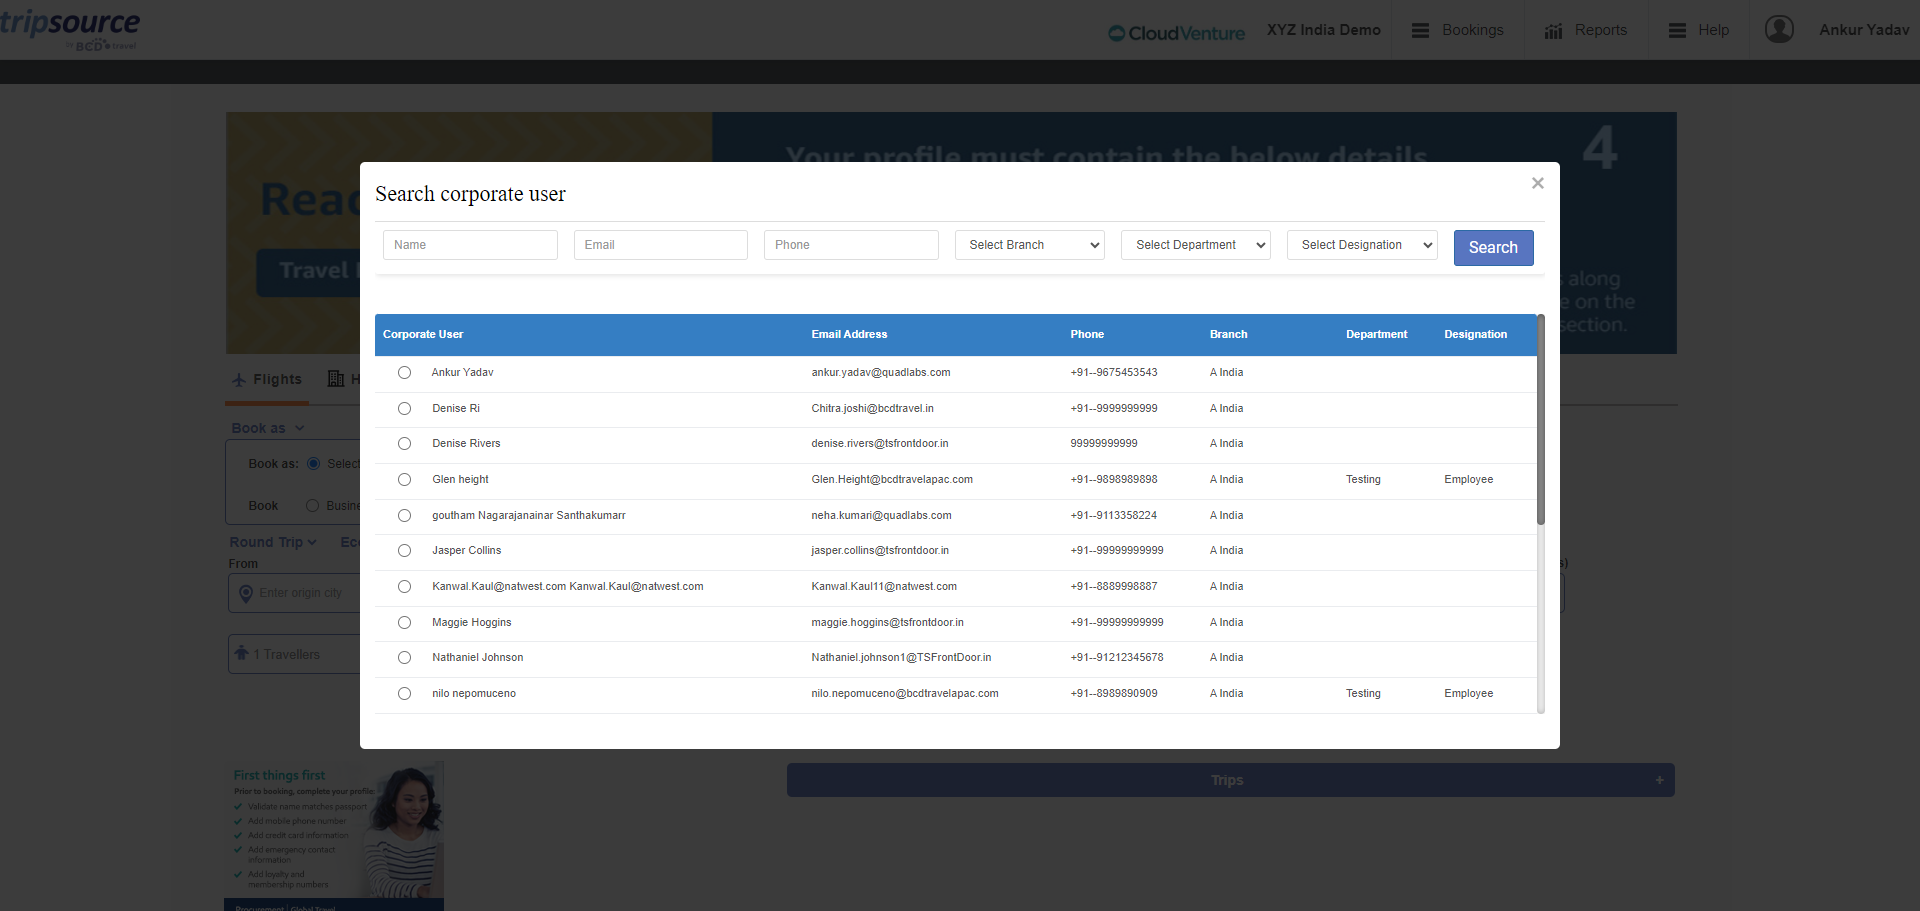 tripsource
by BCD travel
CloudVenture
XYZ India Demo
Bookings
Reports
Help
Ankur Yadav
Your profile must contain the below details
4
Travel
along
e on the
section.
Search corporate user
×
Name
Email
Phone
Select Branch
Select Department
Select Designation
Search
Corporate User Email Address Phone Branch Department Designation
Ankur Yadav ankur.yadav@quadlabs.com +91--9675453543 A India
Denise Ri Chitra.joshi@bcdtravel.in +91--9999999999 A India
Denise Rivers denise.rivers@tsfrontdoor.in 99999999999 A India
Glen height Glen.Height@bcdtravelapac.com +91--9898989898 A India Testing Employee
goutham Nagarajanainar Santhakumarr neha.kumari@quadlabs.com +91--9113358224 A India
Jasper Collins jasper.collins@tsfrontdoor.in +91--99999999999 A India
Kanwal.Kaul@natwest.com Kanwal.Kaul@natwest.com Kanwal.Kaul11@natwest.com +91--8889998887 A India
Maggie Hoggins maggie.hoggins@tsfrontdoor.in +91--99999999999 A India
Nathaniel Johnson Nathaniel.johnson1@TSFrontDoor.in +91--91212345678 A India
nilo nepomuceno nilo.nepomuceno@bcdtravelapac.com +91--8989890909 A India Testing Employee
Flights
H
Book as
Book as: Select
Book Busine
Round Trip Ec
From
Enter origin city
s)
1 Travellers
Trips +
First things first
Prior to booking, complete your profile
Validate name matches passport
Add mobile phone number
Add credit card information
Add emergency contact
information
Add loyalty and
membership numbers
Procurement | Global Travel